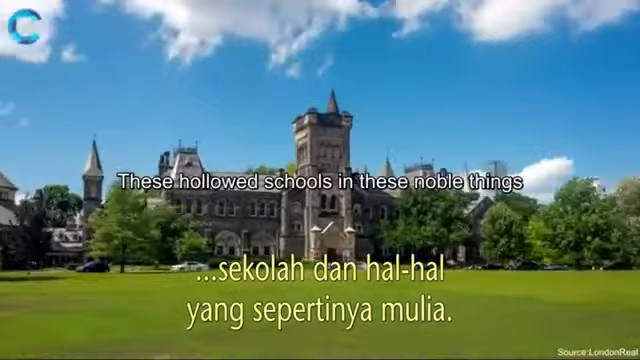 C
These hollowed schools in these noble things
...sekolah dan hal-hal
yang sepertinya mulia.
Source:LondonReal